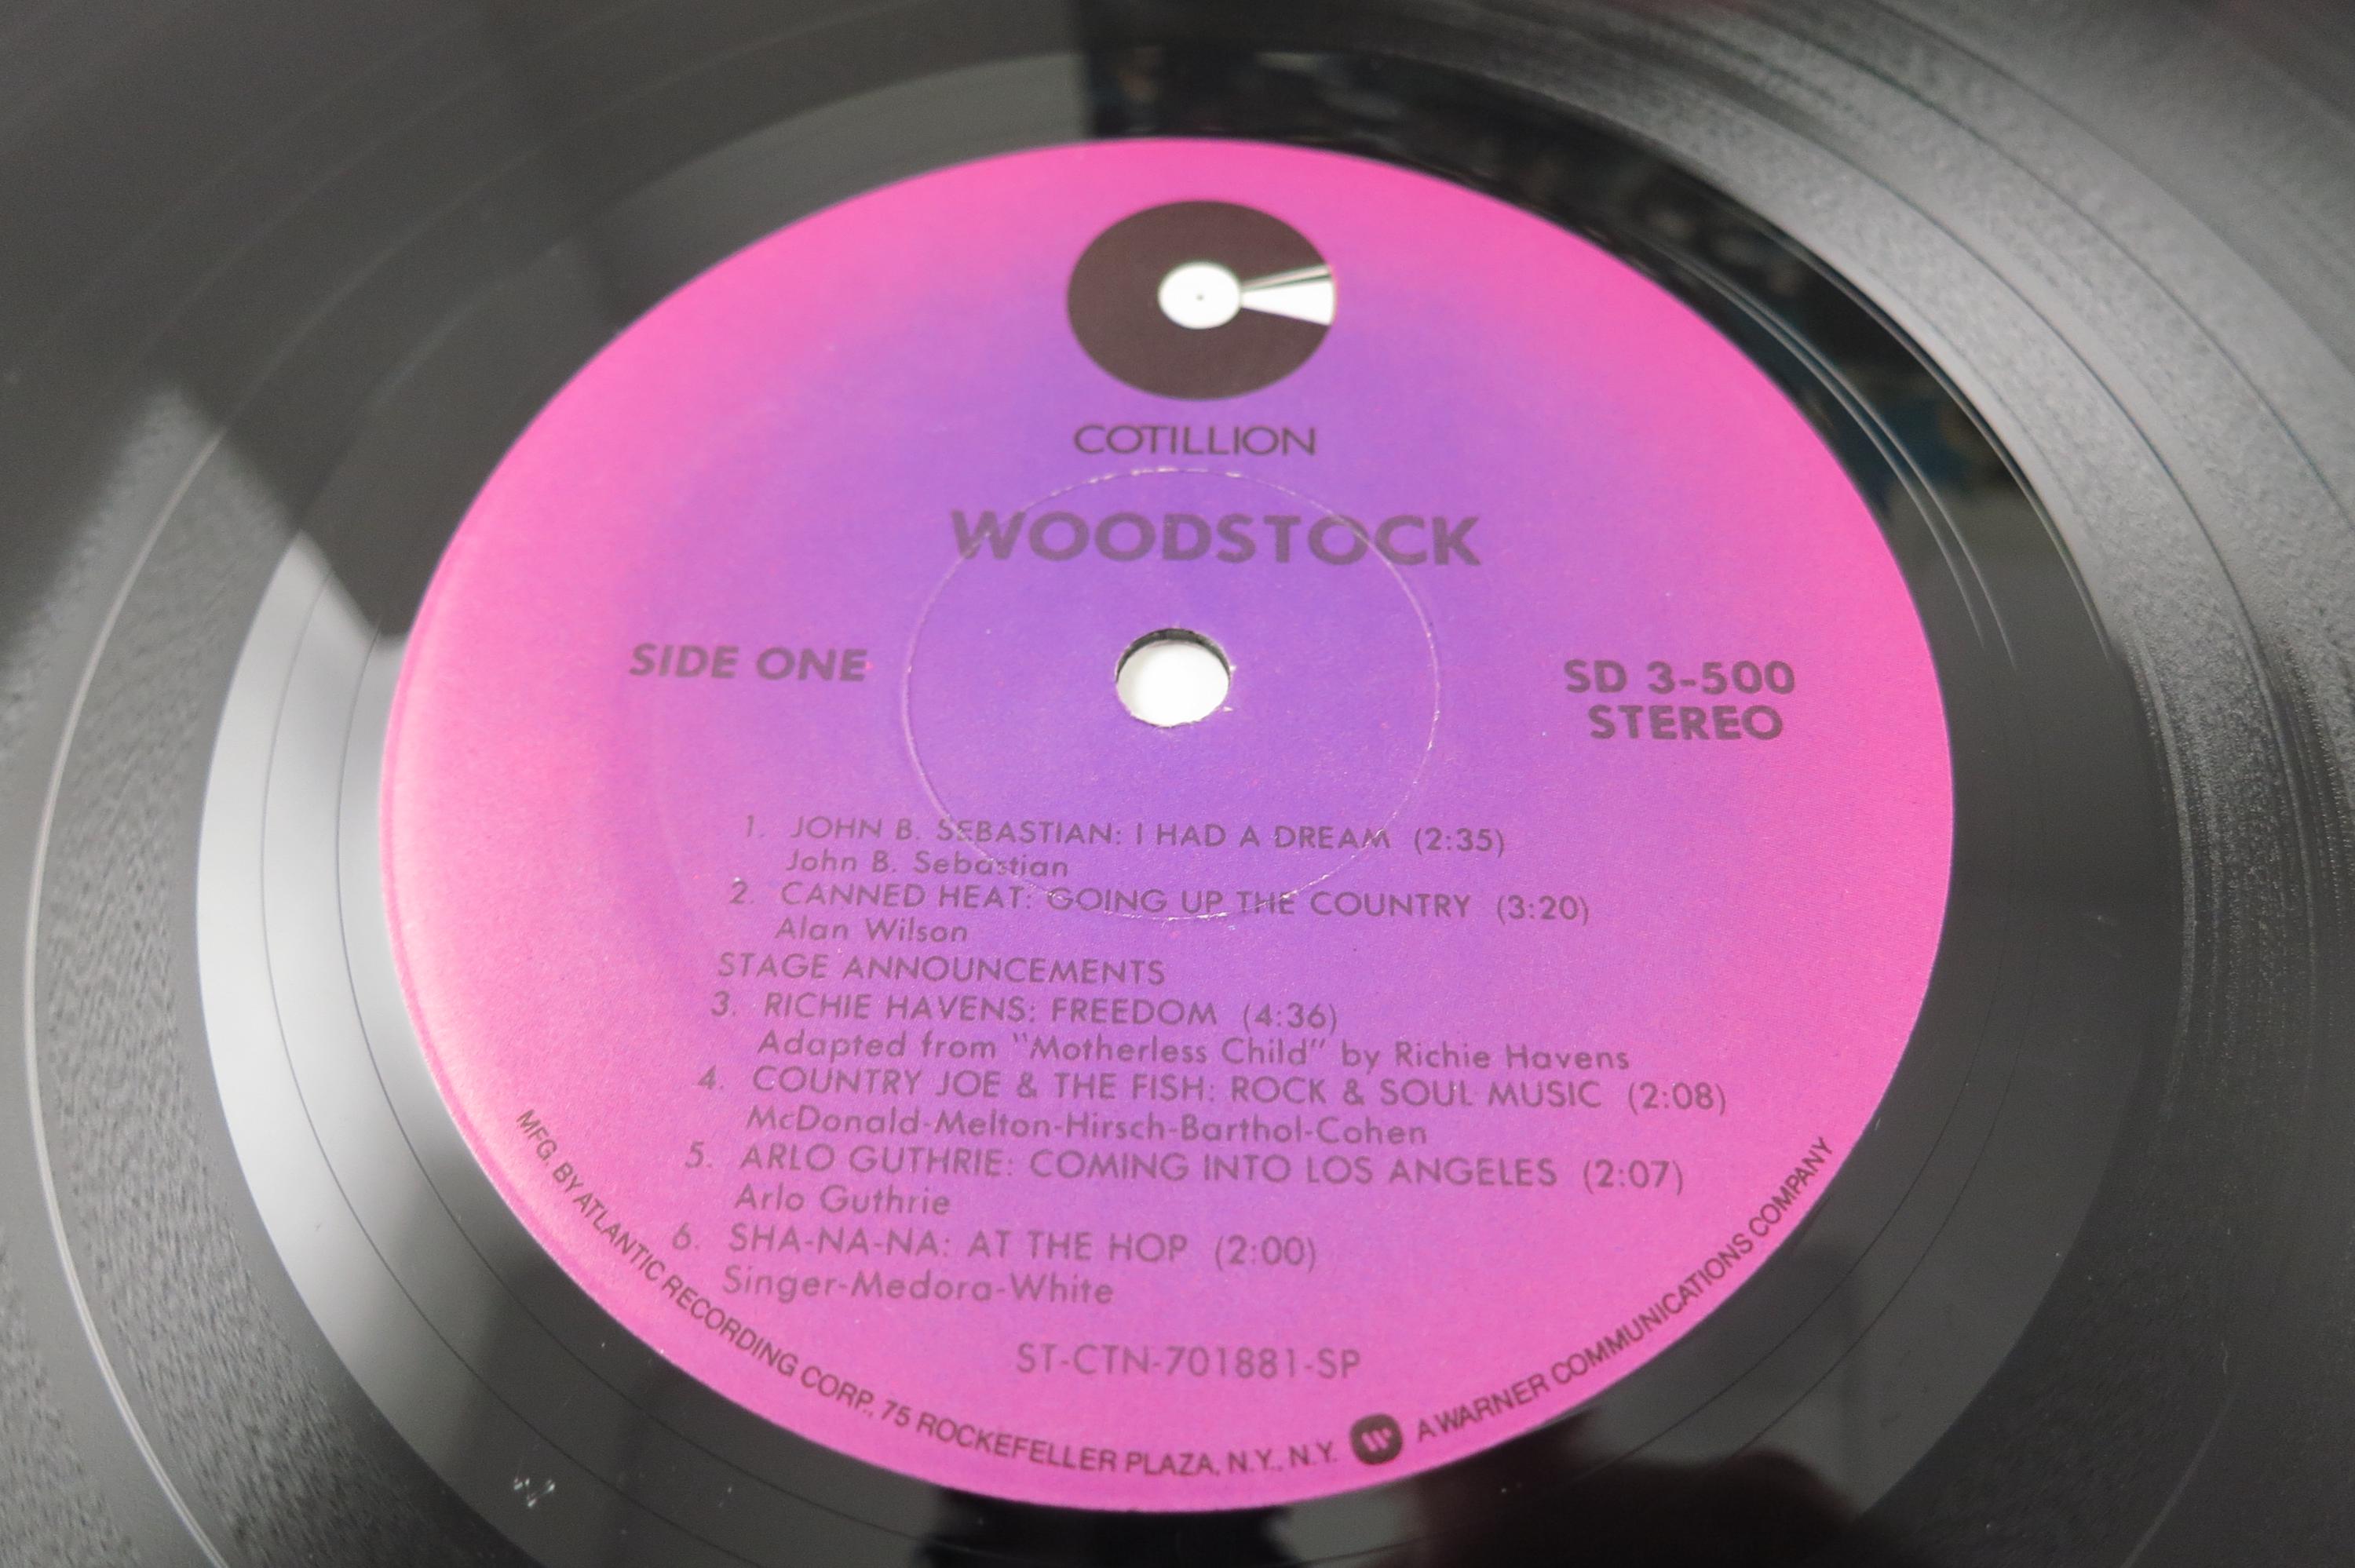 COTILLION
WOODSTOCK
SIDE ONE
SD 3-500
STEREO
1. JOHN B. SEBASTIAN: I HAD A DREAM (2:35)
John B. Sebastian
2. CANNED HEAT: GOING UP THE COUNTRY (3:20)
Alan Wilson
STAGE ANNOUNCEMENTS
3. RICHIE HAVENS: FREEDOM (4:36)
Adapted from "Motherless Child" by Richie Havens
4. COUNTRY JOE & THE FISH: ROCK & SOUL MUSIC (2:08)
McDonald-Melton-Hirsch-Barthol-Cohen
5. ARLO GUTHRIE: COMING INTO LOS ANGELES (2:07)
Arlo Guthrie
6. SHA-NA-NA: AT THE HOP (2:00)
Singer-Medora-White
ST-CTN-701881-SP
MFG. BY ATLANTIC RECORDING CORP., 75 ROCKEFELLER PLAZA, N.Y., N.Y. A WARNER COMMUNICATIONS COMPANY